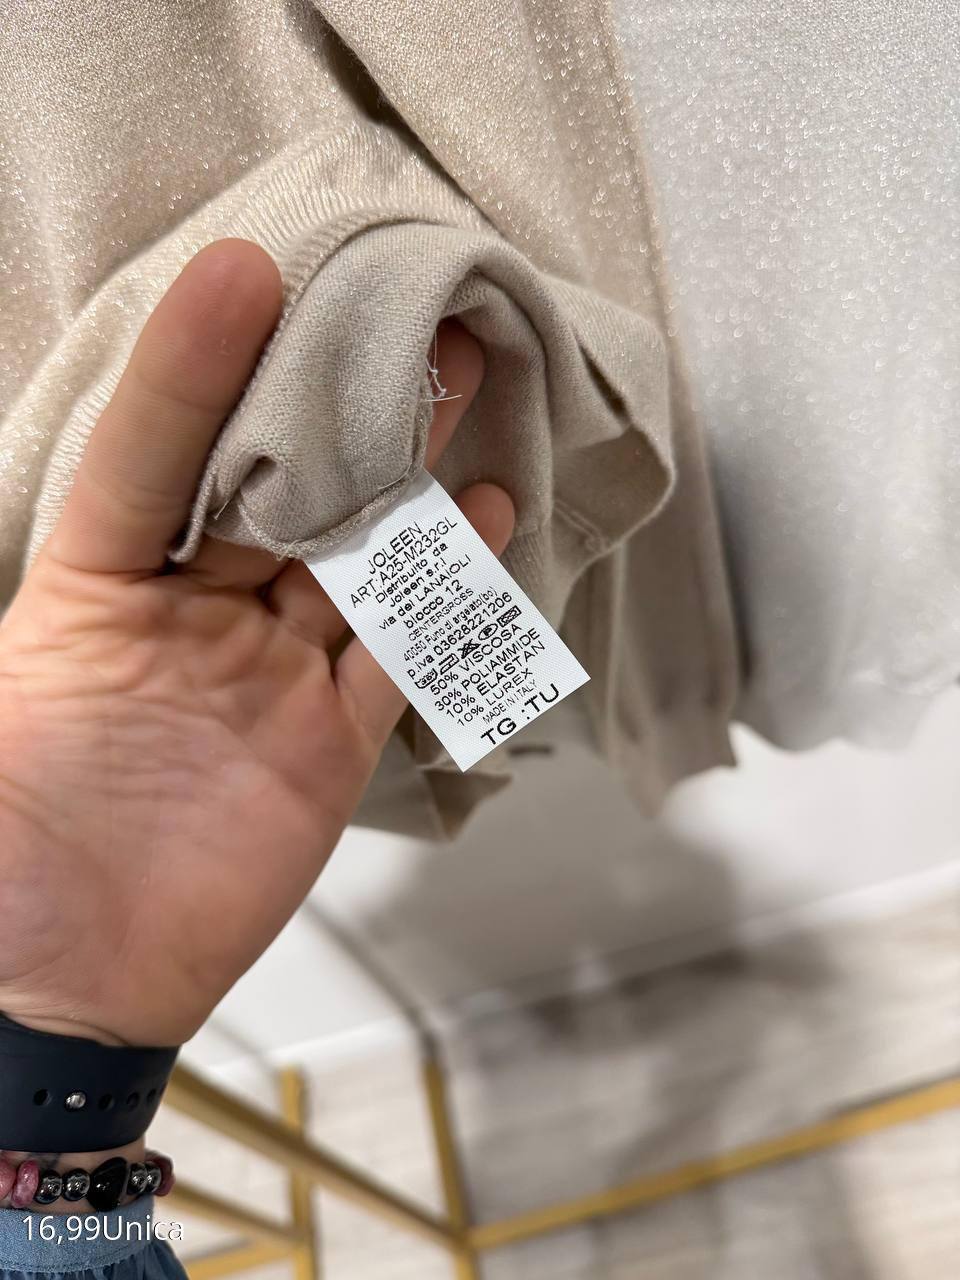 JOLEEN
ART: A25-M232GL
Distribuito da
Joleen s.r.l
via dei LANAIOLI
blocco 12
CENTERGROSS
40050 Funo di argelato(bo)
p.iva 03628221206
50% VISCOSA
30% POLIAMMIDE
10% ELASTAN
10% LUREX
MADE IN ITALY
TG :TU
16,99Unica